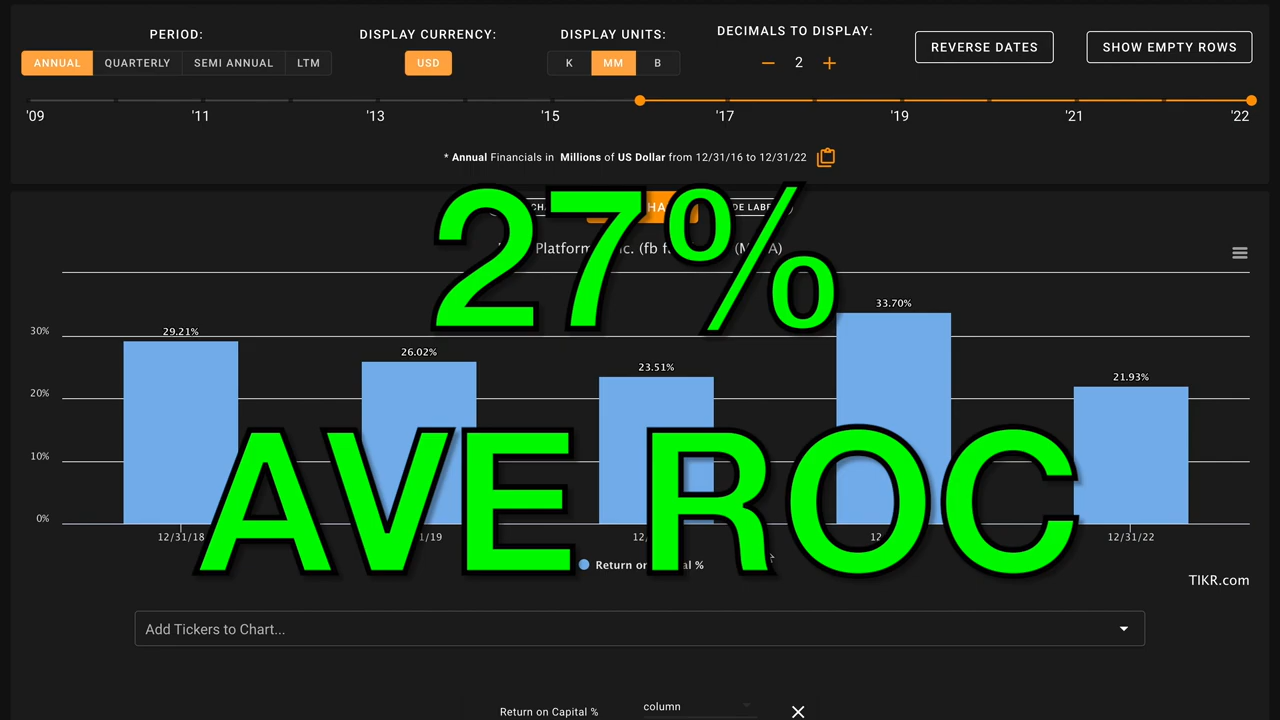 PERIOD: DISPLAY CURRENCY: DISPLAY UNITS: DECIMALS TO DISPLAY:
ANNUAL QUARTERLY SEMI ANNUAL LTM USD K MM B — 2 + REVERSE DATES SHOW EMPTY ROWS
'09 '11 '13 '15 '17 '19 '21 '22
* Annual Financials in Millions of US Dollar from 12/31/16 to 12/31/22
27%
33.70%
30% 29.21%
26.02%
23.51%
21.93%
20%
10%
0%
AVE ROC
12/31/18 12/31/22
Return
TIKR.com
Add Tickers to Chart...
Return on Capital % column